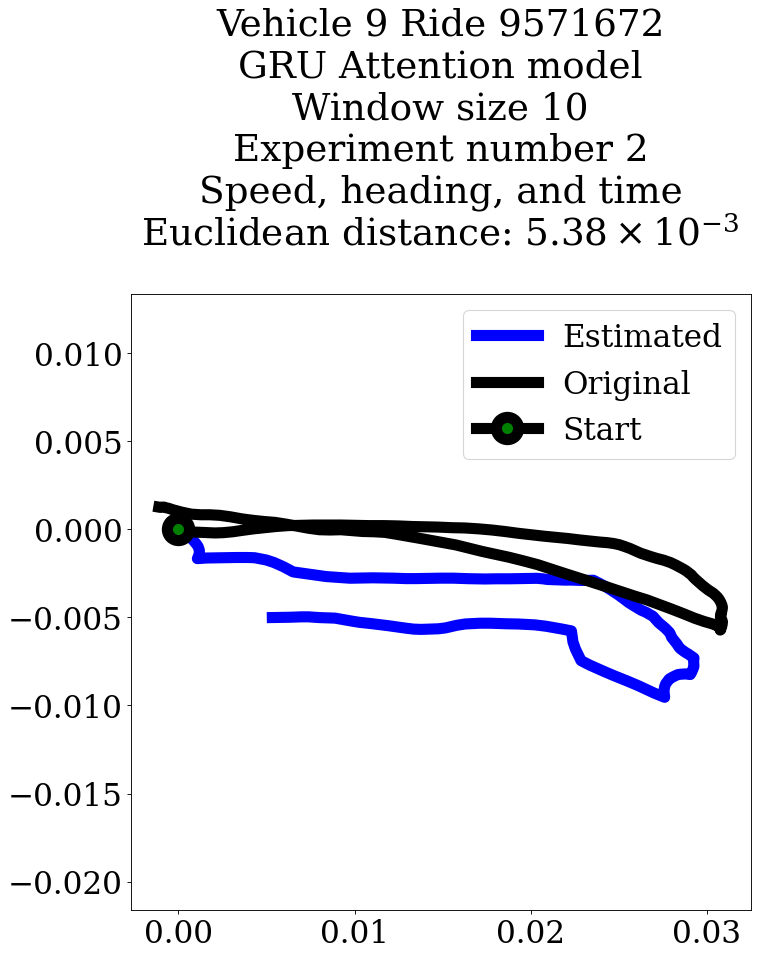 Vehicle 9 Ride 9571672
GRU Attention model
Window size 10
Experiment number 2
Speed, heading, and time
Euclidean distance: 5.38 × 10⁻³
Estimated
Original
Start
0.010
0.005
0.000
−0.005
−0.010
−0.015
−0.020
0.00 0.01 0.02 0.03